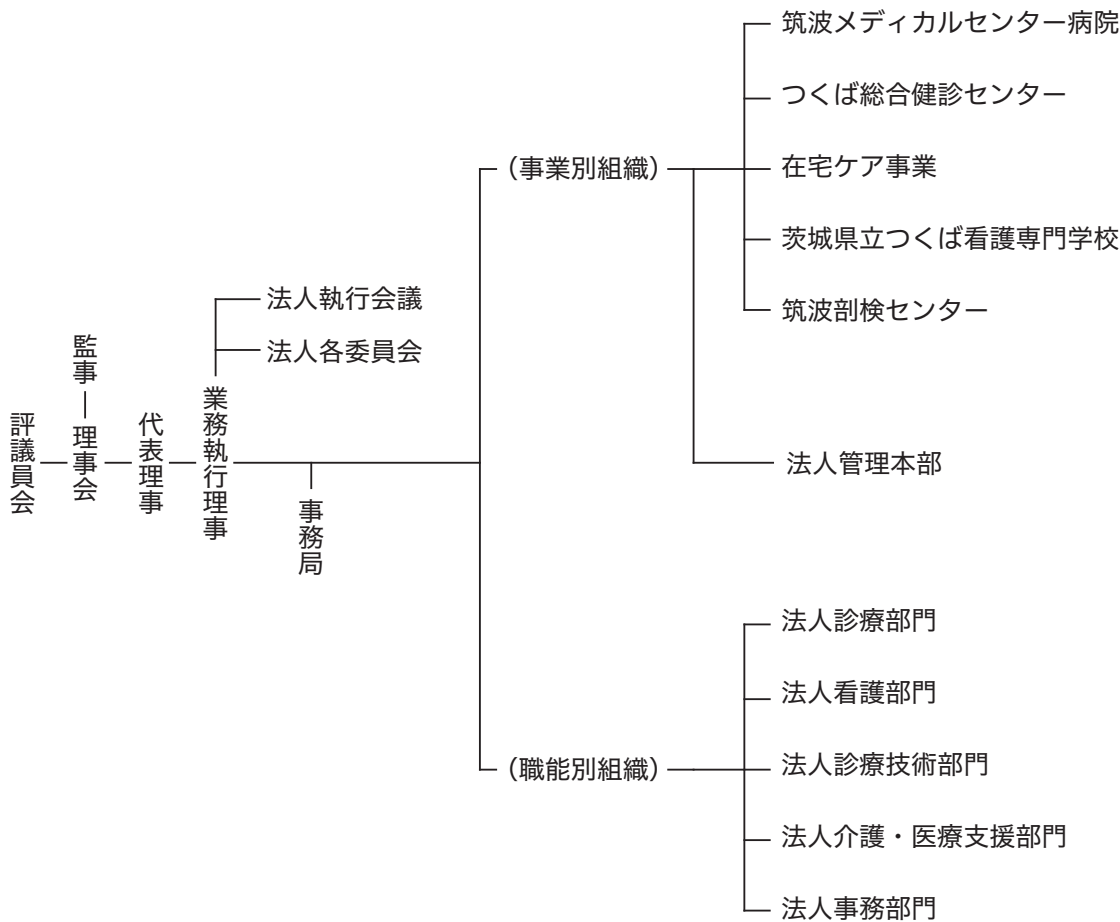 評議員会
監事
理事会
代表理事
業務執行理事
法人執行会議
法人各委員会
事務局
（事業別組織）
筑波メディカルセンター病院
つくば総合健診センター
在宅ケア事業
茨城県立つくば看護専門学校
筑波剖検センター
法人管理本部
（職能別組織）
法人診療部門
法人看護部門
法人診療技術部門
法人介護・医療支援部門
法人事務部門